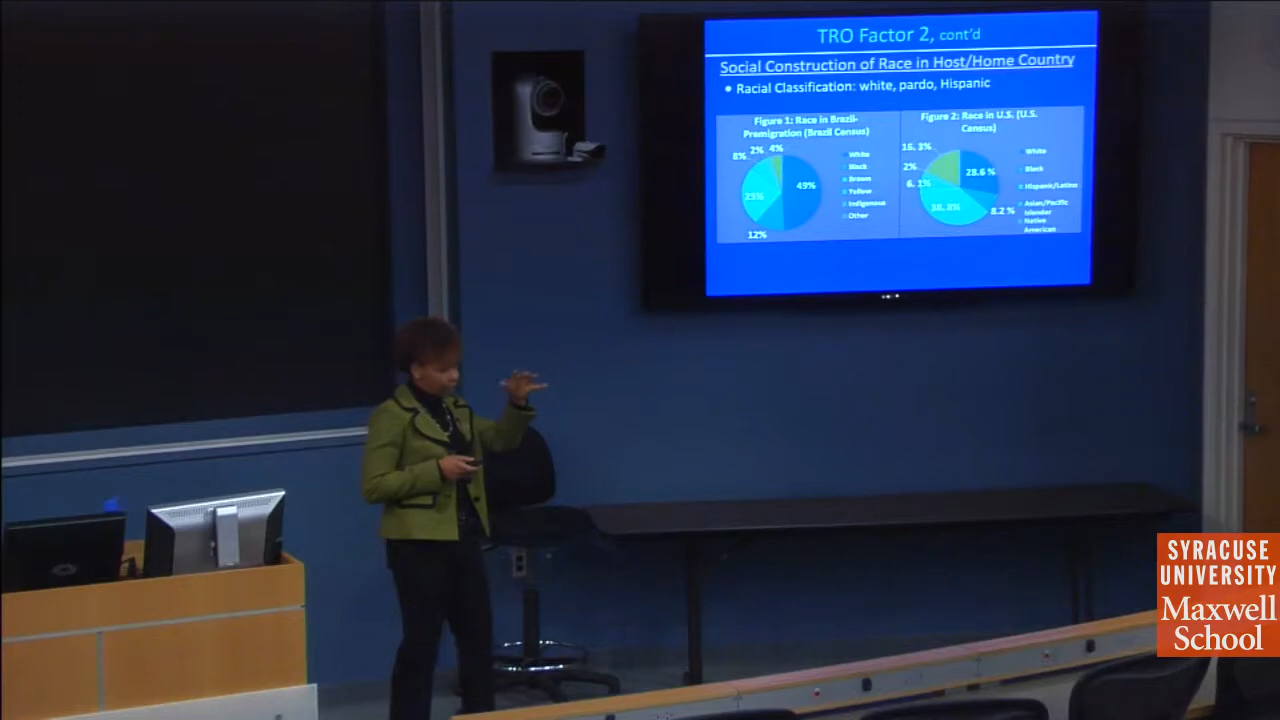 TRO Factor 2, cont'd
Social Construction of Race in Host/Home Country
• Racial Classification: white, pardo, Hispanic
Figure 1: Race in Brazil-
Premigration (Brazil Census)
2% 4%
8%
49%
25%
12%
White
Black
Brown
Yellow
Indigenous
Other
Figure 2: Race in U.S. (U.S.
Census)
16. 3%
2%
6. 1%
28.6 %
38. 8%
8.2 %
White
Black
Hispanic/Latino
Asian/Pacific
Islander
Native
American
SYRACUSE
UNIVERSITY
Maxwell
School